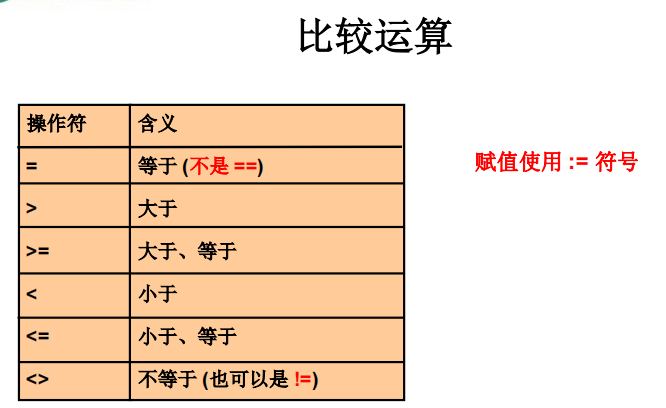 比较运算
操作符 含义
= 等于 (不是 ==)
赋值使用 := 符号
> 大于
>= 大于、等于
< 小于
<= 小于、等于
<> 不等于 (也可以是 !=)